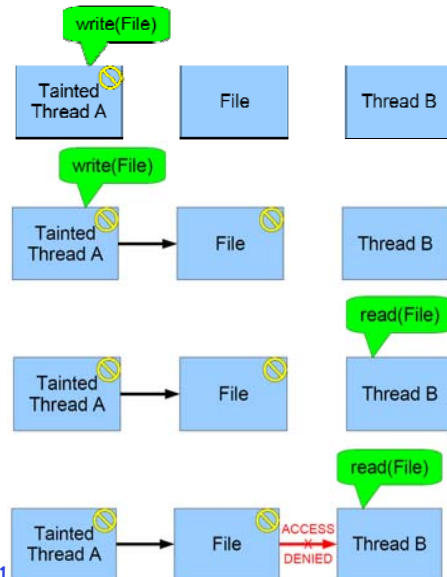 write(File)
Tainted
Thread A
File
Thread B
write(File)
Tainted
Thread A
File
Thread B
read(File)
Tainted
Thread A
File
Thread B
read(File)
Tainted
Thread A
File
ACCESS
DENIED
Thread B
1